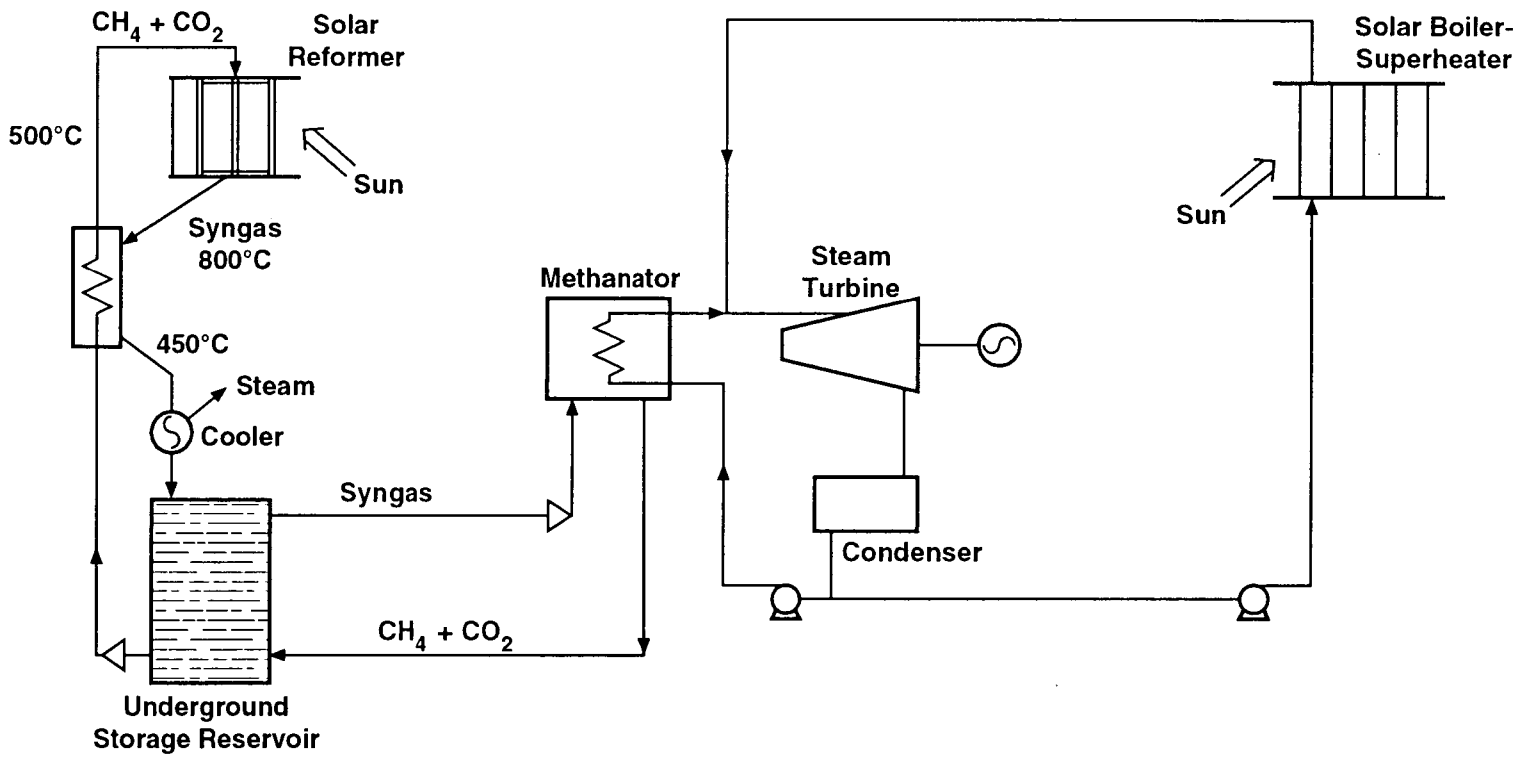 CH₄ + CO₂
Solar
Reformer
Solar Boiler-
Superheater
500°C
Sun
Sun
Syngas
800°C
Steam
Turbine
Methanator
450°C
Steam
Cooler
Syngas
Condenser
CH₄ + CO₂
Underground
Storage Reservoir